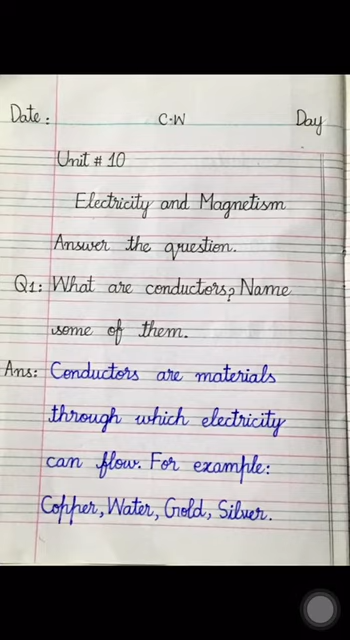 Date: C-W Day
Unit # 10
Electricity and Magnetism
Answer the question.
Q1: What are conductors? Name
some of them.
Ans: Conductors are materials
through which electricity
can flow. For example:
Copper, Water, Gold, Silver.